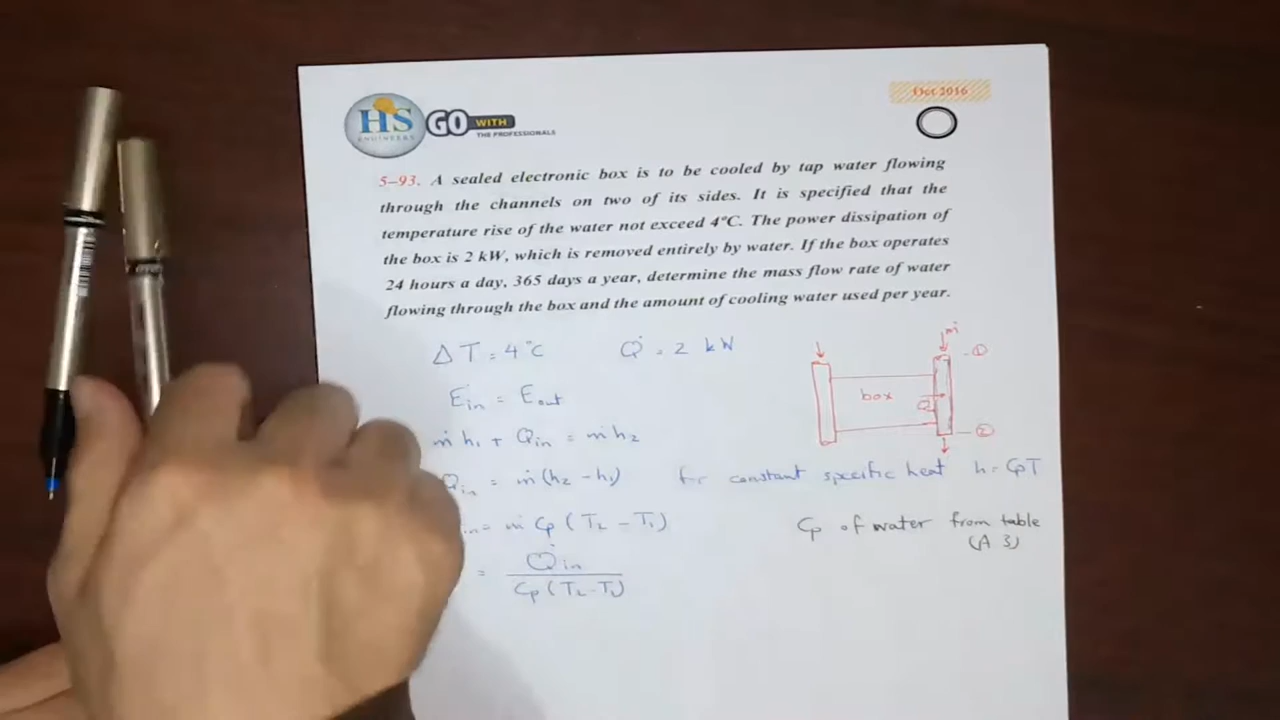 Oct 2016
HS
ENGINEERS
GO WITH
THE PROFESSIONALS
5-93. A sealed electronic box is to be cooled by tap water flowing
through the channels on two of its sides. It is specified that the
temperature rise of the water not exceed 4°C. The power dissipation of
the box is 2 kW, which is removed entirely by water. If the box operates
24 hours a day, 365 days a year, determine the mass flow rate of water
flowing through the box and the amount of cooling water used per year.
ΔT = 4°C Q̇ = 2 kW
ṁ
①
box
Q
②
Ėin = Ėout
ṁ h₁ + Q̇in = ṁ h₂
Q̇in = ṁ (h₂ - h₁) for constant specific heat h = CpT
in = ṁ Cp (T₂ - T₁) Cp of water from table
(A 3)
= Q̇in
Cp (T₂ - T₁)